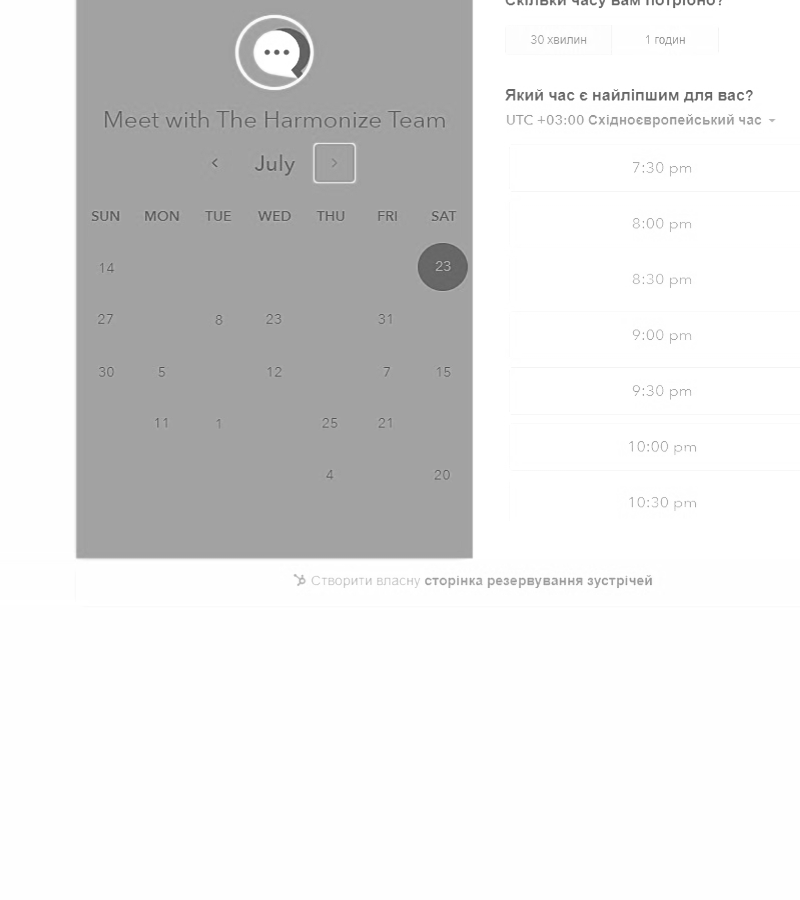 Meet with The Harmonize Team
July
SUN MON TUE WED THU FRI SAT
14 23
27 8 23 31
30 5 12 7 15
11 1 25 21
4 20
Скільки часу вам потрібно?
30 хвилин 1 годин
Який час є найліпшим для вас?
UTC +03:00 Східноєвропейський час
7:30 pm
8:00 pm
8:30 pm
9:00 pm
9:30 pm
10:00 pm
10:30 pm
Створити власну сторінка резервування зустрічей